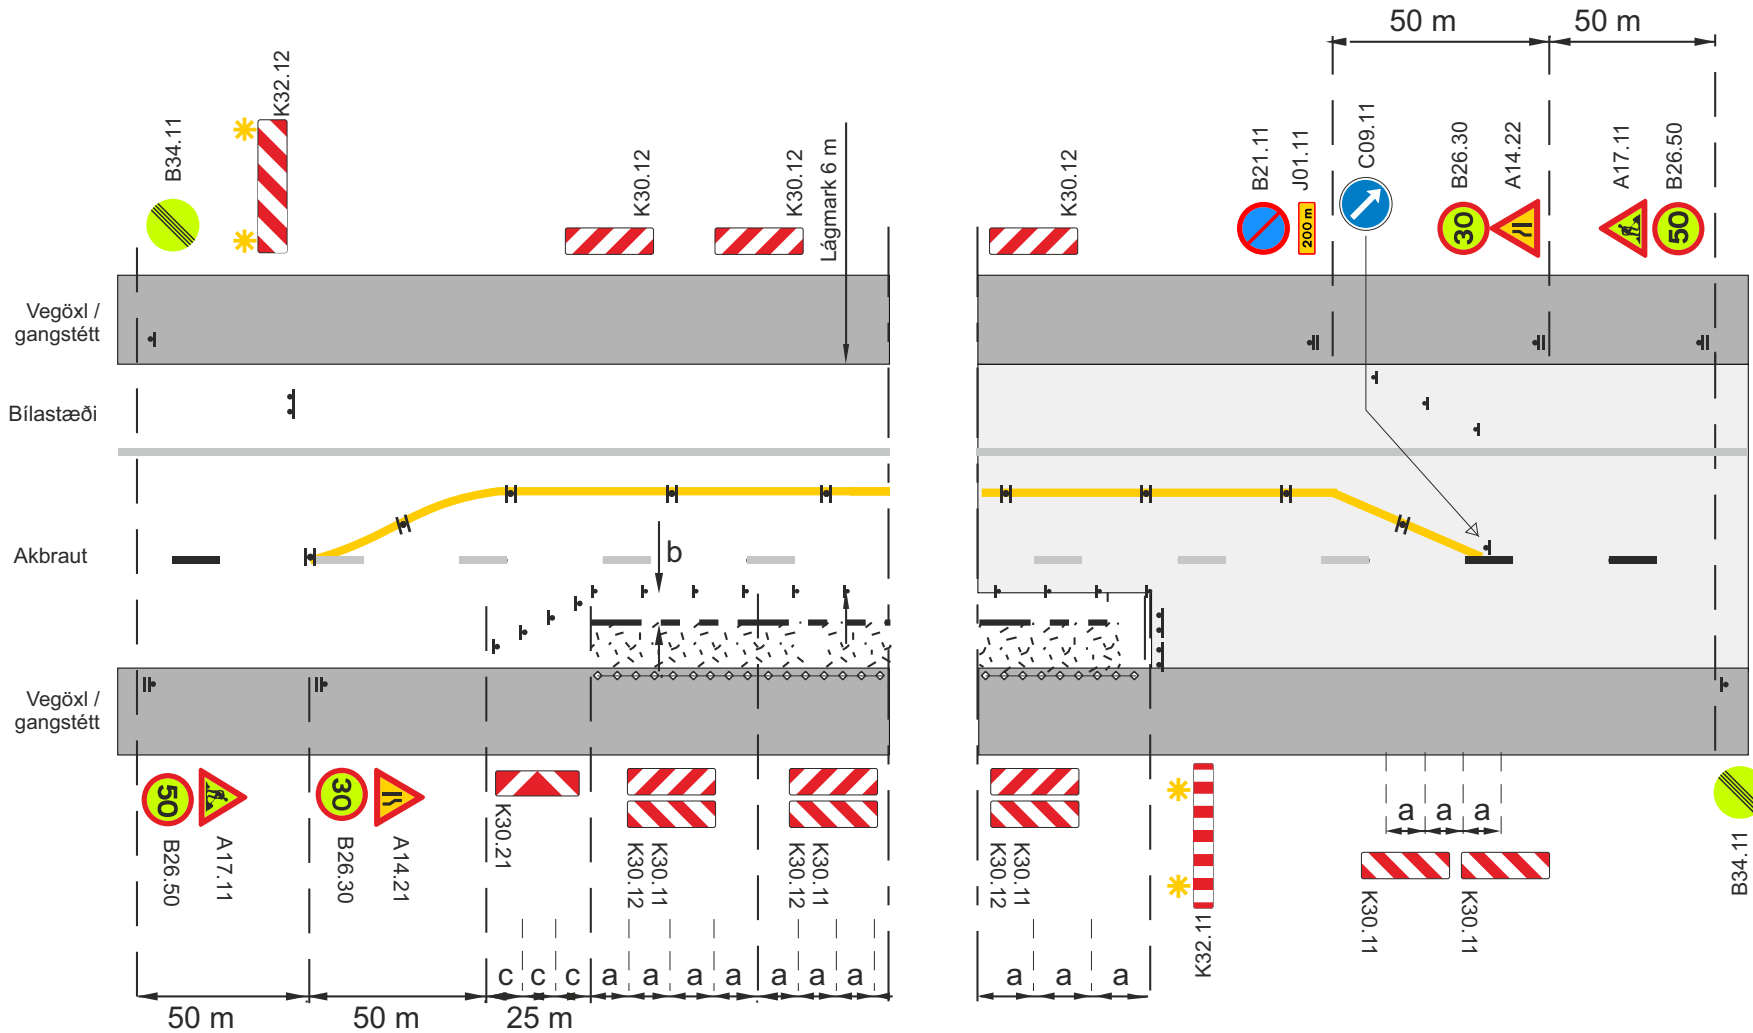 50 m
50 m
B34.11
K32.12
K30.12
K30.12
Lágmark 6 m
K30.12
B21.11
J01.11
200 m
C09.11
B26.30
30
A14.22
A17.11
B26.50
50
Vegöxl /
gangstétt
Bílastæði
Akbraut
b
Vegöxl /
gangstétt
50
B26.50
A17.11
30
B26.30
A14.21
K30.21
K30.12
K30.11
K30.12
K30.11
K30.12
K30.11
K32.11
a
a
a
K30.11
K30.11
B34.11
c
c
c
a
a
a
a
a
a
a
a
a
a
50 m
50 m
25 m